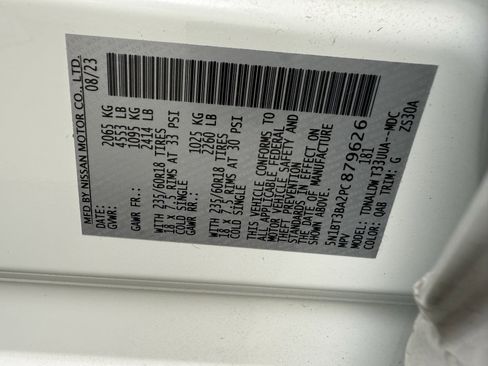 MFD BY NISSAN MOTOR CO., LTD.
DATE: 08/23
GVWR: 2065 KG
4553 LB
GAWR FR.: 1095 KG
2414 LB
WITH 235/60R18 TIRES
18 X 7.5 RIMS AT 33 PSI
COLD SINGLE
GAWR RR: 1025 KG
2260 LB
WITH 235/60R18 TIRES
18 X 7.5 RIMS AT 30 PSI
COLD SINGLE
THIS VEHICLE CONFORMS TO
ALL APPLICABLE FEDERAL
MOTOR VEHICLE SAFETY AND
THEFT PREVENTION
STANDARDS IN EFFECT ON
THE DATE OF MANUFACTURE
SHOWN ABOVE.
5N1BT3BA2PC879626
MPV 181
MODEL: TDNALDW T33UUA--MDC
COLOR: QAB TRIM: G ZS30A